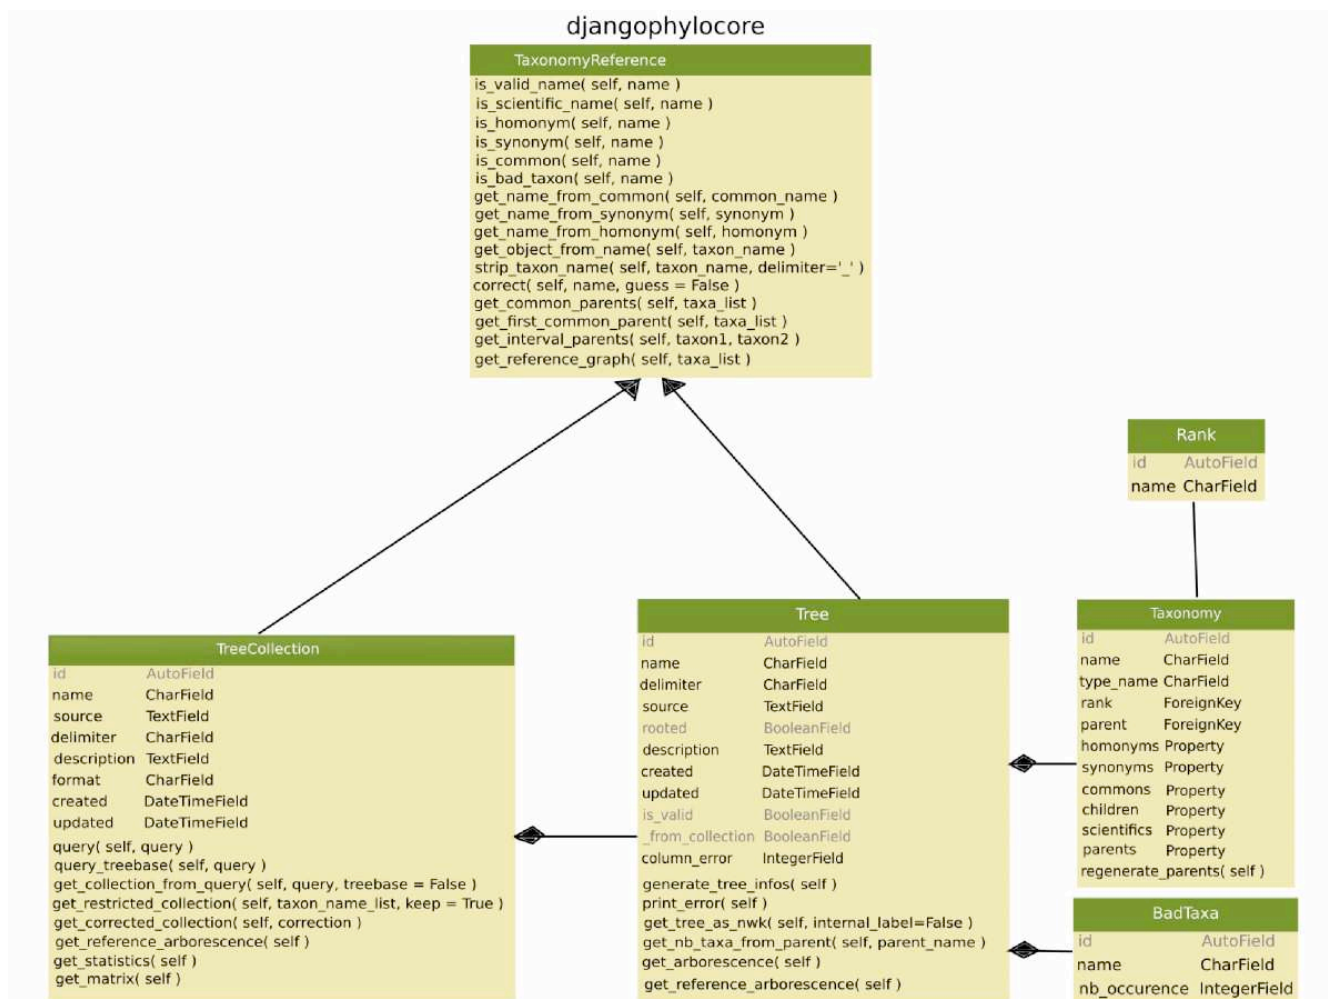 djangophylocore
TaxonomyReference
is_valid_name( self, name )
is_scientific_name( self, name )
is_homonym( self, name )
is_synonym( self, name )
is_common( self, name )
is_bad_taxon( self, name )
get_name_from_common( self, common_name )
get_name_from_synonym( self, synonym )
get_name_from_homonym( self, homonym )
get_object_from_name( self, taxon_name )
strip_taxon_name( self, taxon_name, delimiter='_' )
correct( self, name, guess = False )
get_common_parents( self, taxa_list )
get_first_common_parent( self, taxa_list )
get_interval_parents( self, taxon1, taxon2 )
get_reference_graph( self, taxa_list )
Rank
id AutoField
name CharField
TreeCollection
id AutoField
name CharField
source TextField
delimiter CharField
description TextField
format CharField
created DateTimeField
updated DateTimeField
query( self, query )
query_treebase( self, query )
get_collection_from_query( self, query, treebase = False )
get_restricted_collection( self, taxon_name_list, keep = True )
get_corrected_collection( self, correction )
get_reference_arborescence( self )
get_statistics( self )
get_matrix( self )
Tree
id AutoField
name CharField
delimiter CharField
source TextField
rooted BooleanField
description TextField
created DateTimeField
updated DateTimeField
is_valid BooleanField
_from_collection BooleanField
column_error IntegerField
generate_tree_infos( self )
print_error( self )
get_tree_as_nwk( self, internal_label=False )
get_nb_taxa_from_parent( self, parent_name )
get_arborescence( self )
get_reference_arborescence( self )
Taxonomy
id AutoField
name CharField
type_name CharField
rank ForeignKey
parent ForeignKey
homonyms Property
synonyms Property
commons Property
children Property
scientifics Property
parents Property
regenerate_parents( self )
BadTaxa
id AutoField
name CharField
nb_occurence IntegerField